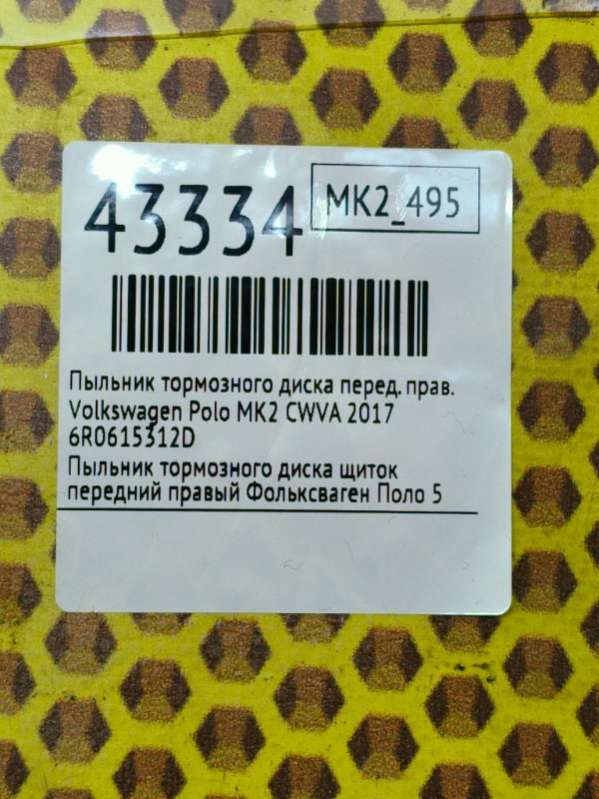 43334
MK2_495
Пыльник тормозного диска перед. прав.
Volkswagen Polo MK2 CWVA 2017
6R0615312D
Пыльник тормозного диска щиток
передний правый Фольксваген Поло 5